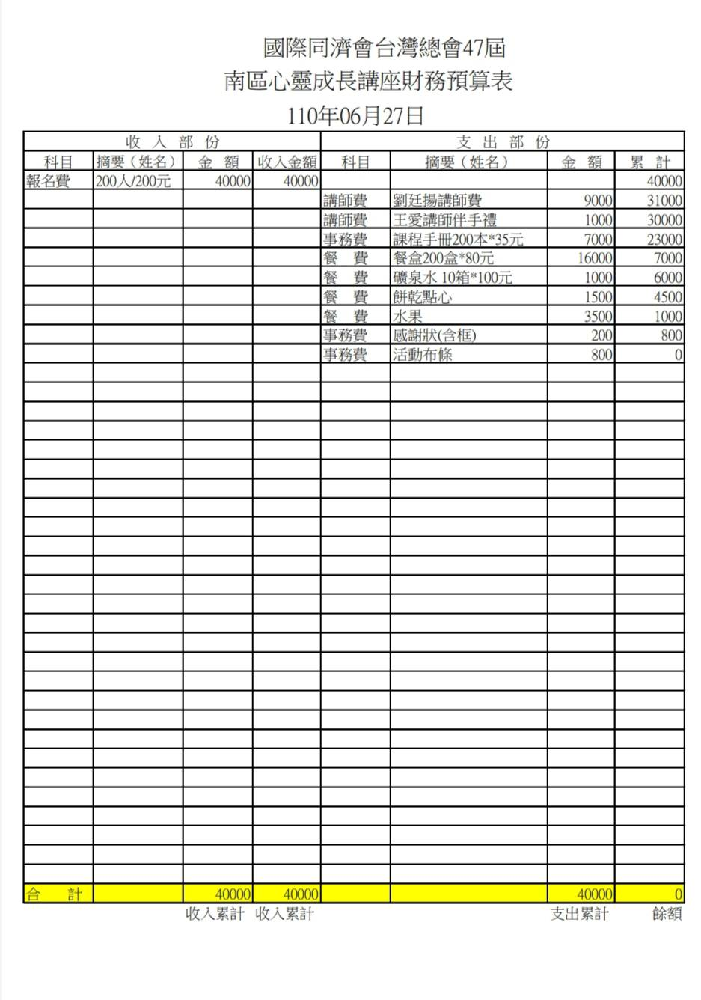 國際同濟會台灣總會47屆
南區心靈成長講座財務預算表
110年06月27日
收 入 部 份 支 出 部 份
科目 摘要（姓名） 金 額 收入金額 科目 摘要（姓名） 金 額 累 計
報名費 200人/200元 40000 40000 40000
講師費 劉廷揚講師費 9000 31000
講師費 王愛講師伴手禮 1000 30000
事務費 課程手冊200本*35元 7000 23000
餐 費 餐盒200盒*80元 16000 7000
餐 費 礦泉水 10箱*100元 1000 6000
餐 費 餅乾點心 1500 4500
餐 費 水果 3500 1000
事務費 感謝狀(含框) 200 800
事務費 活動布條 800 0
合 計 40000 40000 40000 0
收入累計 收入累計 支出累計 餘額